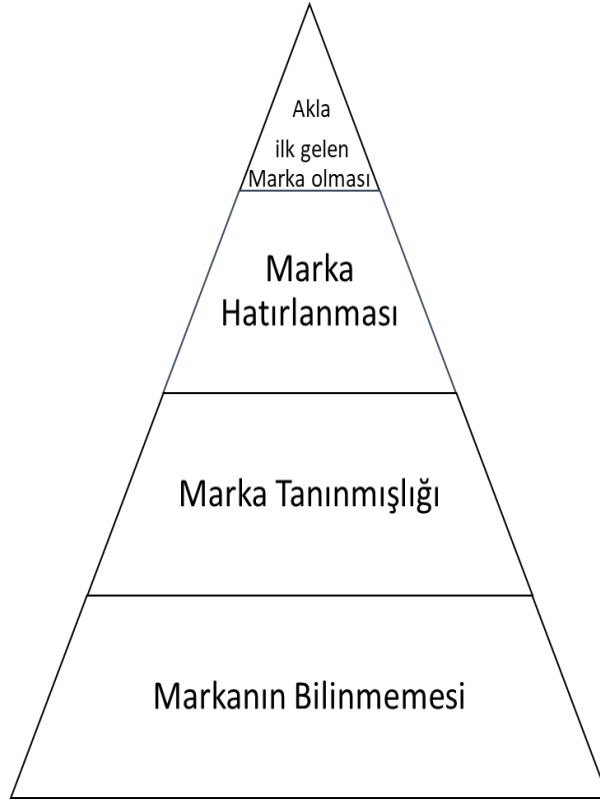 Akla
ilk gelen
Marka olması
Marka
Hatırlanması
Marka Tanınmışlığı
Markanın Bilinmemesi